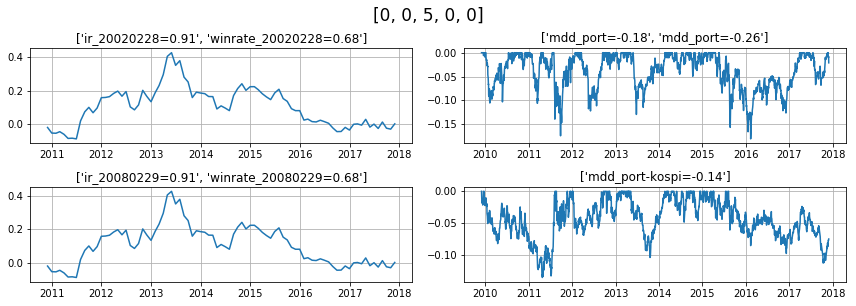 [0, 0, 5, 0, 0]
['ir_20020228=0.91', 'winrate_20020228=0.68']
0.4
0.2
0.0
2011 2012 2013 2014 2015 2016 2017 2018
['mdd_port=-0.18', 'mdd_port=-0.26']
0.00
−0.05
−0.10
−0.15
2010 2011 2012 2013 2014 2015 2016 2017 2018
['ir_20080229=0.91', 'winrate_20080229=0.68']
0.4
0.2
0.0
2011 2012 2013 2014 2015 2016 2017 2018
['mdd_port-kospi=-0.14']
0.00
−0.05
−0.10
2010 2011 2012 2013 2014 2015 2016 2017 2018